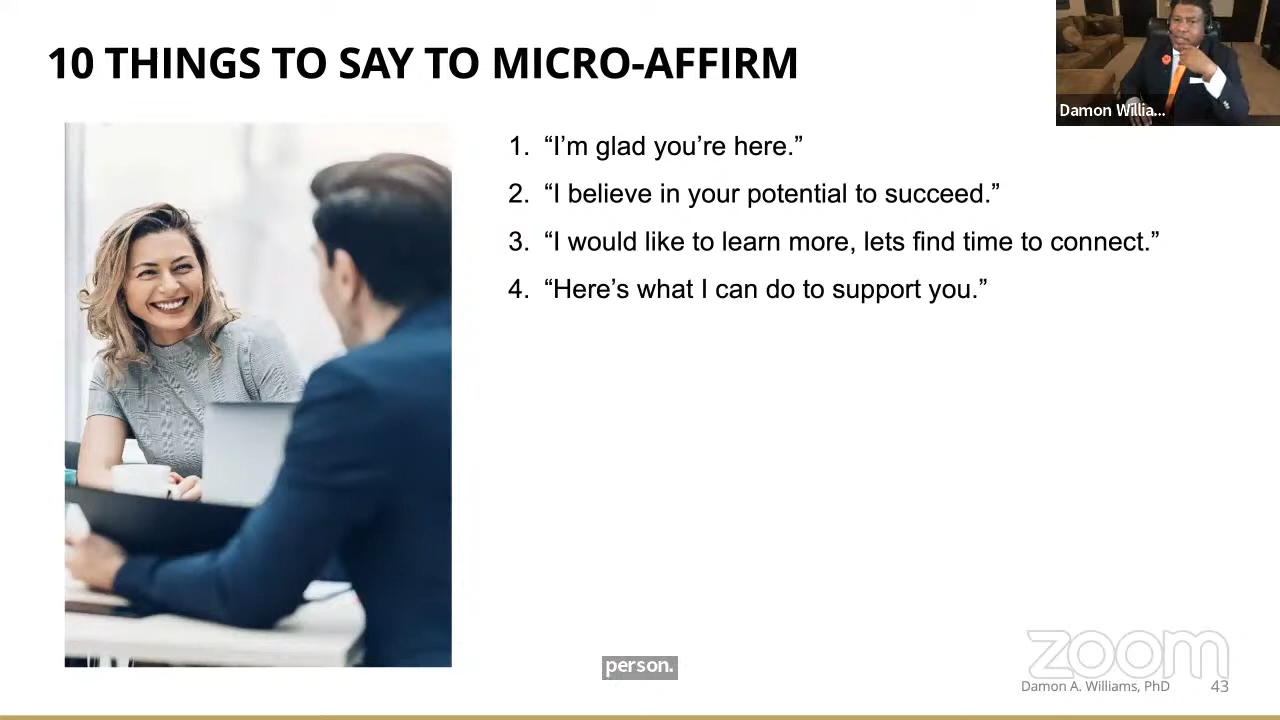 10 THINGS TO SAY TO MICRO-AFFIRM
Damon Willia...
1. “I’m glad you’re here.”
2. “I believe in your potential to succeed.”
3. “I would like to learn more, lets find time to connect.”
4. “Here’s what I can do to support you.”
person.
zoom
Damon A. Williams, PhD 43